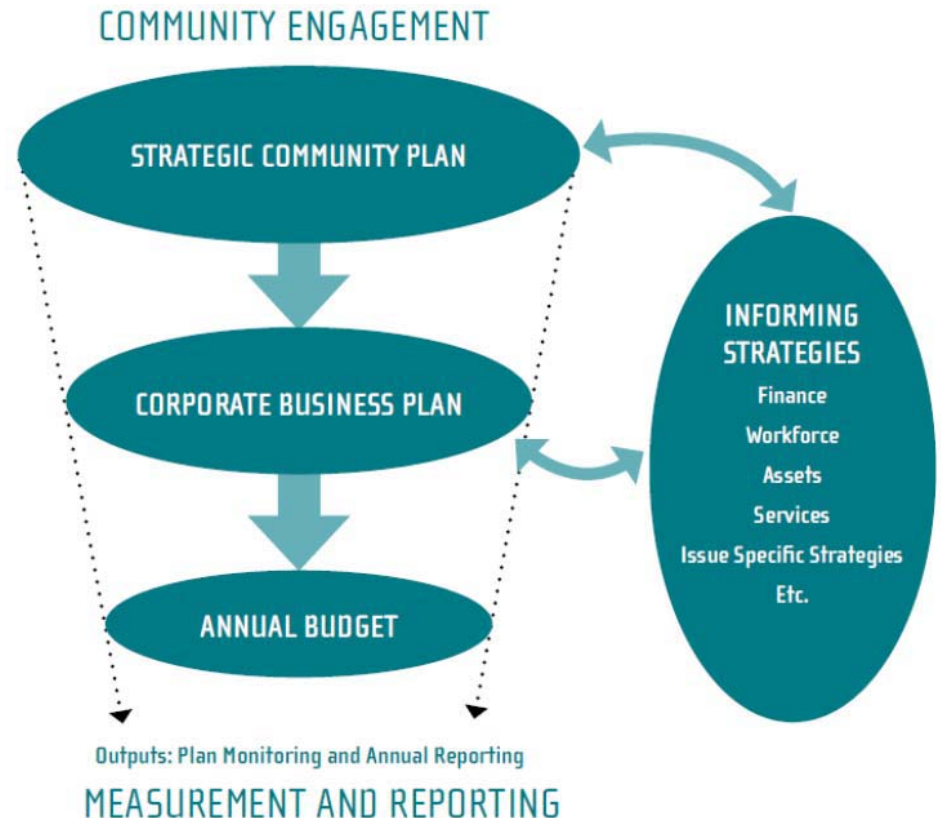 COMMUNITY ENGAGEMENT
STRATEGIC COMMUNITY PLAN
CORPORATE BUSINESS PLAN
ANNUAL BUDGET
INFORMING
STRATEGIES
Finance
Workforce
Assets
Services
Issue Specific Strategies
Etc.
Outputs: Plan Monitoring and Annual Reporting
MEASUREMENT AND REPORTING